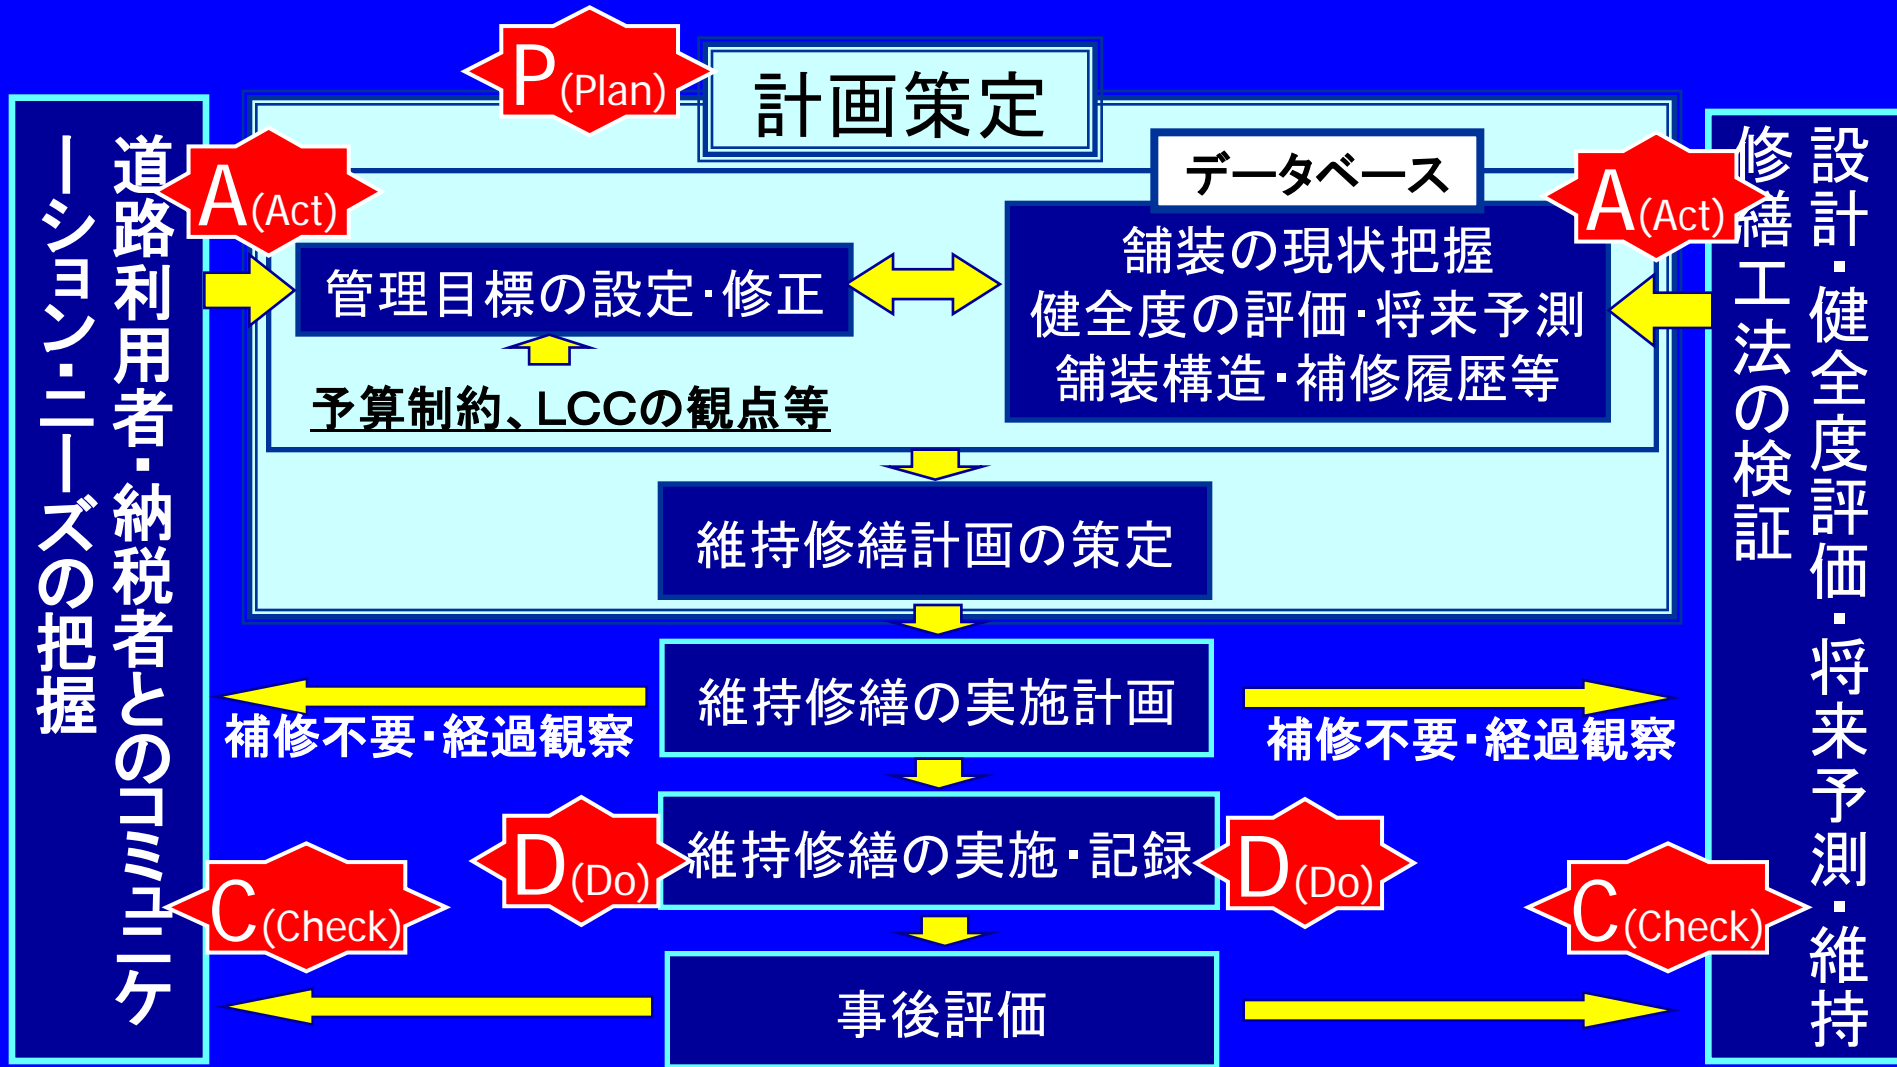 P(Plan)
計画策定
データベース
A(Act)
A(Act)
道路利用者・納税者とのコミュニケ
ーション・ニーズの把握
設計・健全度評価・将来予測・維持
修繕工法の検証
管理目標の設定・修正
舗装の現状把握
健全度の評価・将来予測
舗装構造・補修履歴等
予算制約、LCCの観点等
維持修繕計画の策定
維持修繕の実施計画
補修不要・経過観察
補修不要・経過観察
D(Do)
維持修繕の実施・記録
D(Do)
C(Check)
C(Check)
事後評価